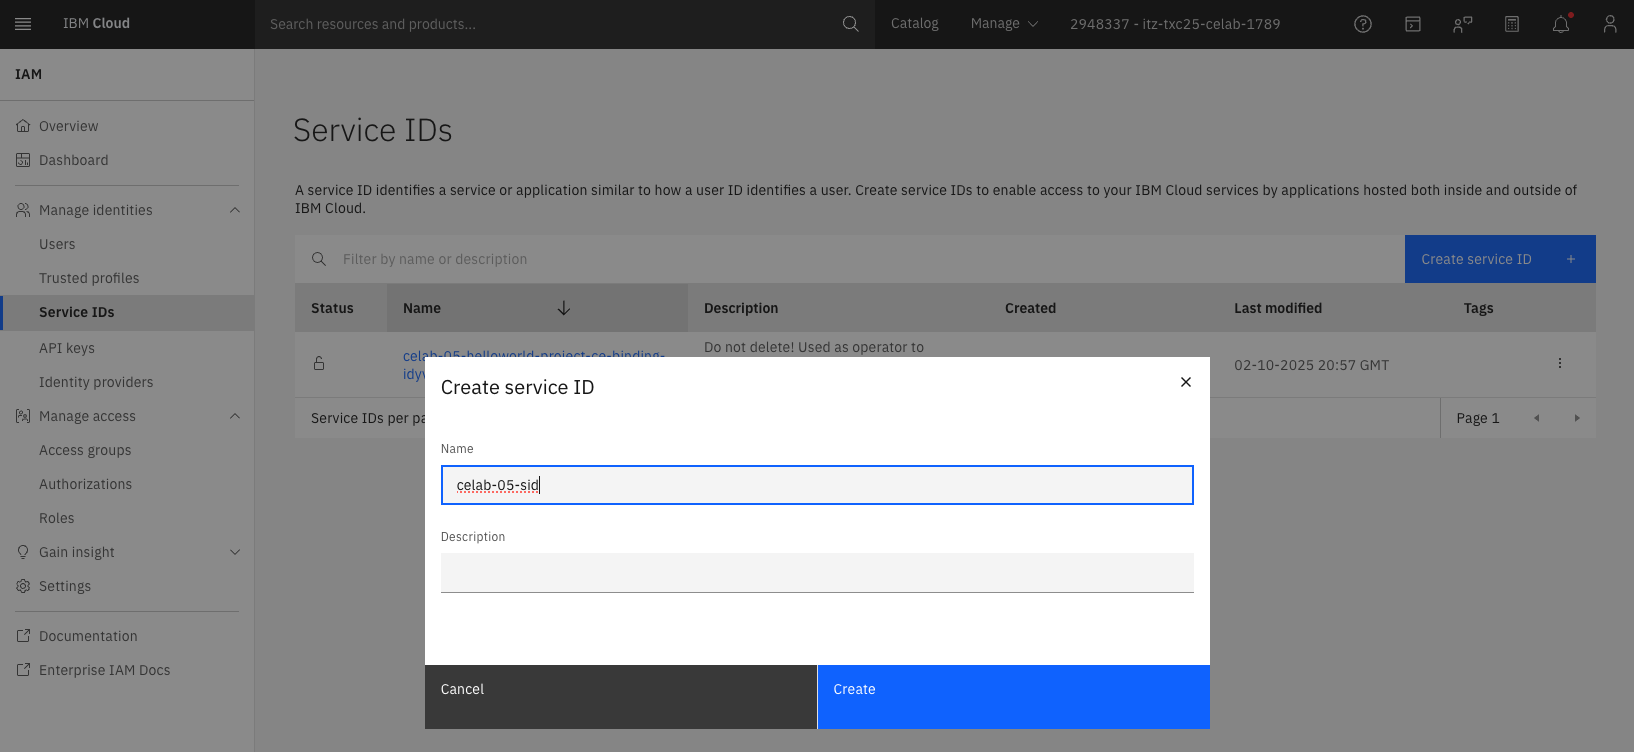 IBM Cloud
Search resources and products...
Catalog
Manage
2948337 - itz-txc25-celab-1789
IAM
Overview
Dashboard
Manage identities
Users
Trusted profiles
Service IDs
API keys
Identity providers
Manage access
Access groups
Authorizations
Roles
Gain insight
Settings
Documentation
Enterprise IAM Docs
Service IDs
A service ID identifies a service or application similar to how a user ID identifies a user. Create service IDs to enable access to your IBM Cloud services by applications hosted both inside and outside of
IBM Cloud.
Filter by name or description
Create service ID +
Status Name Description Created Last modified Tags
celab-05-helloworld-project-ce-binding-
Do not delete! Used as operator to
02-10-2025 20:57 GMT
Service IDs per
Page 1
Create service ID
Name
celab-05-sid
Description
Cancel
Create